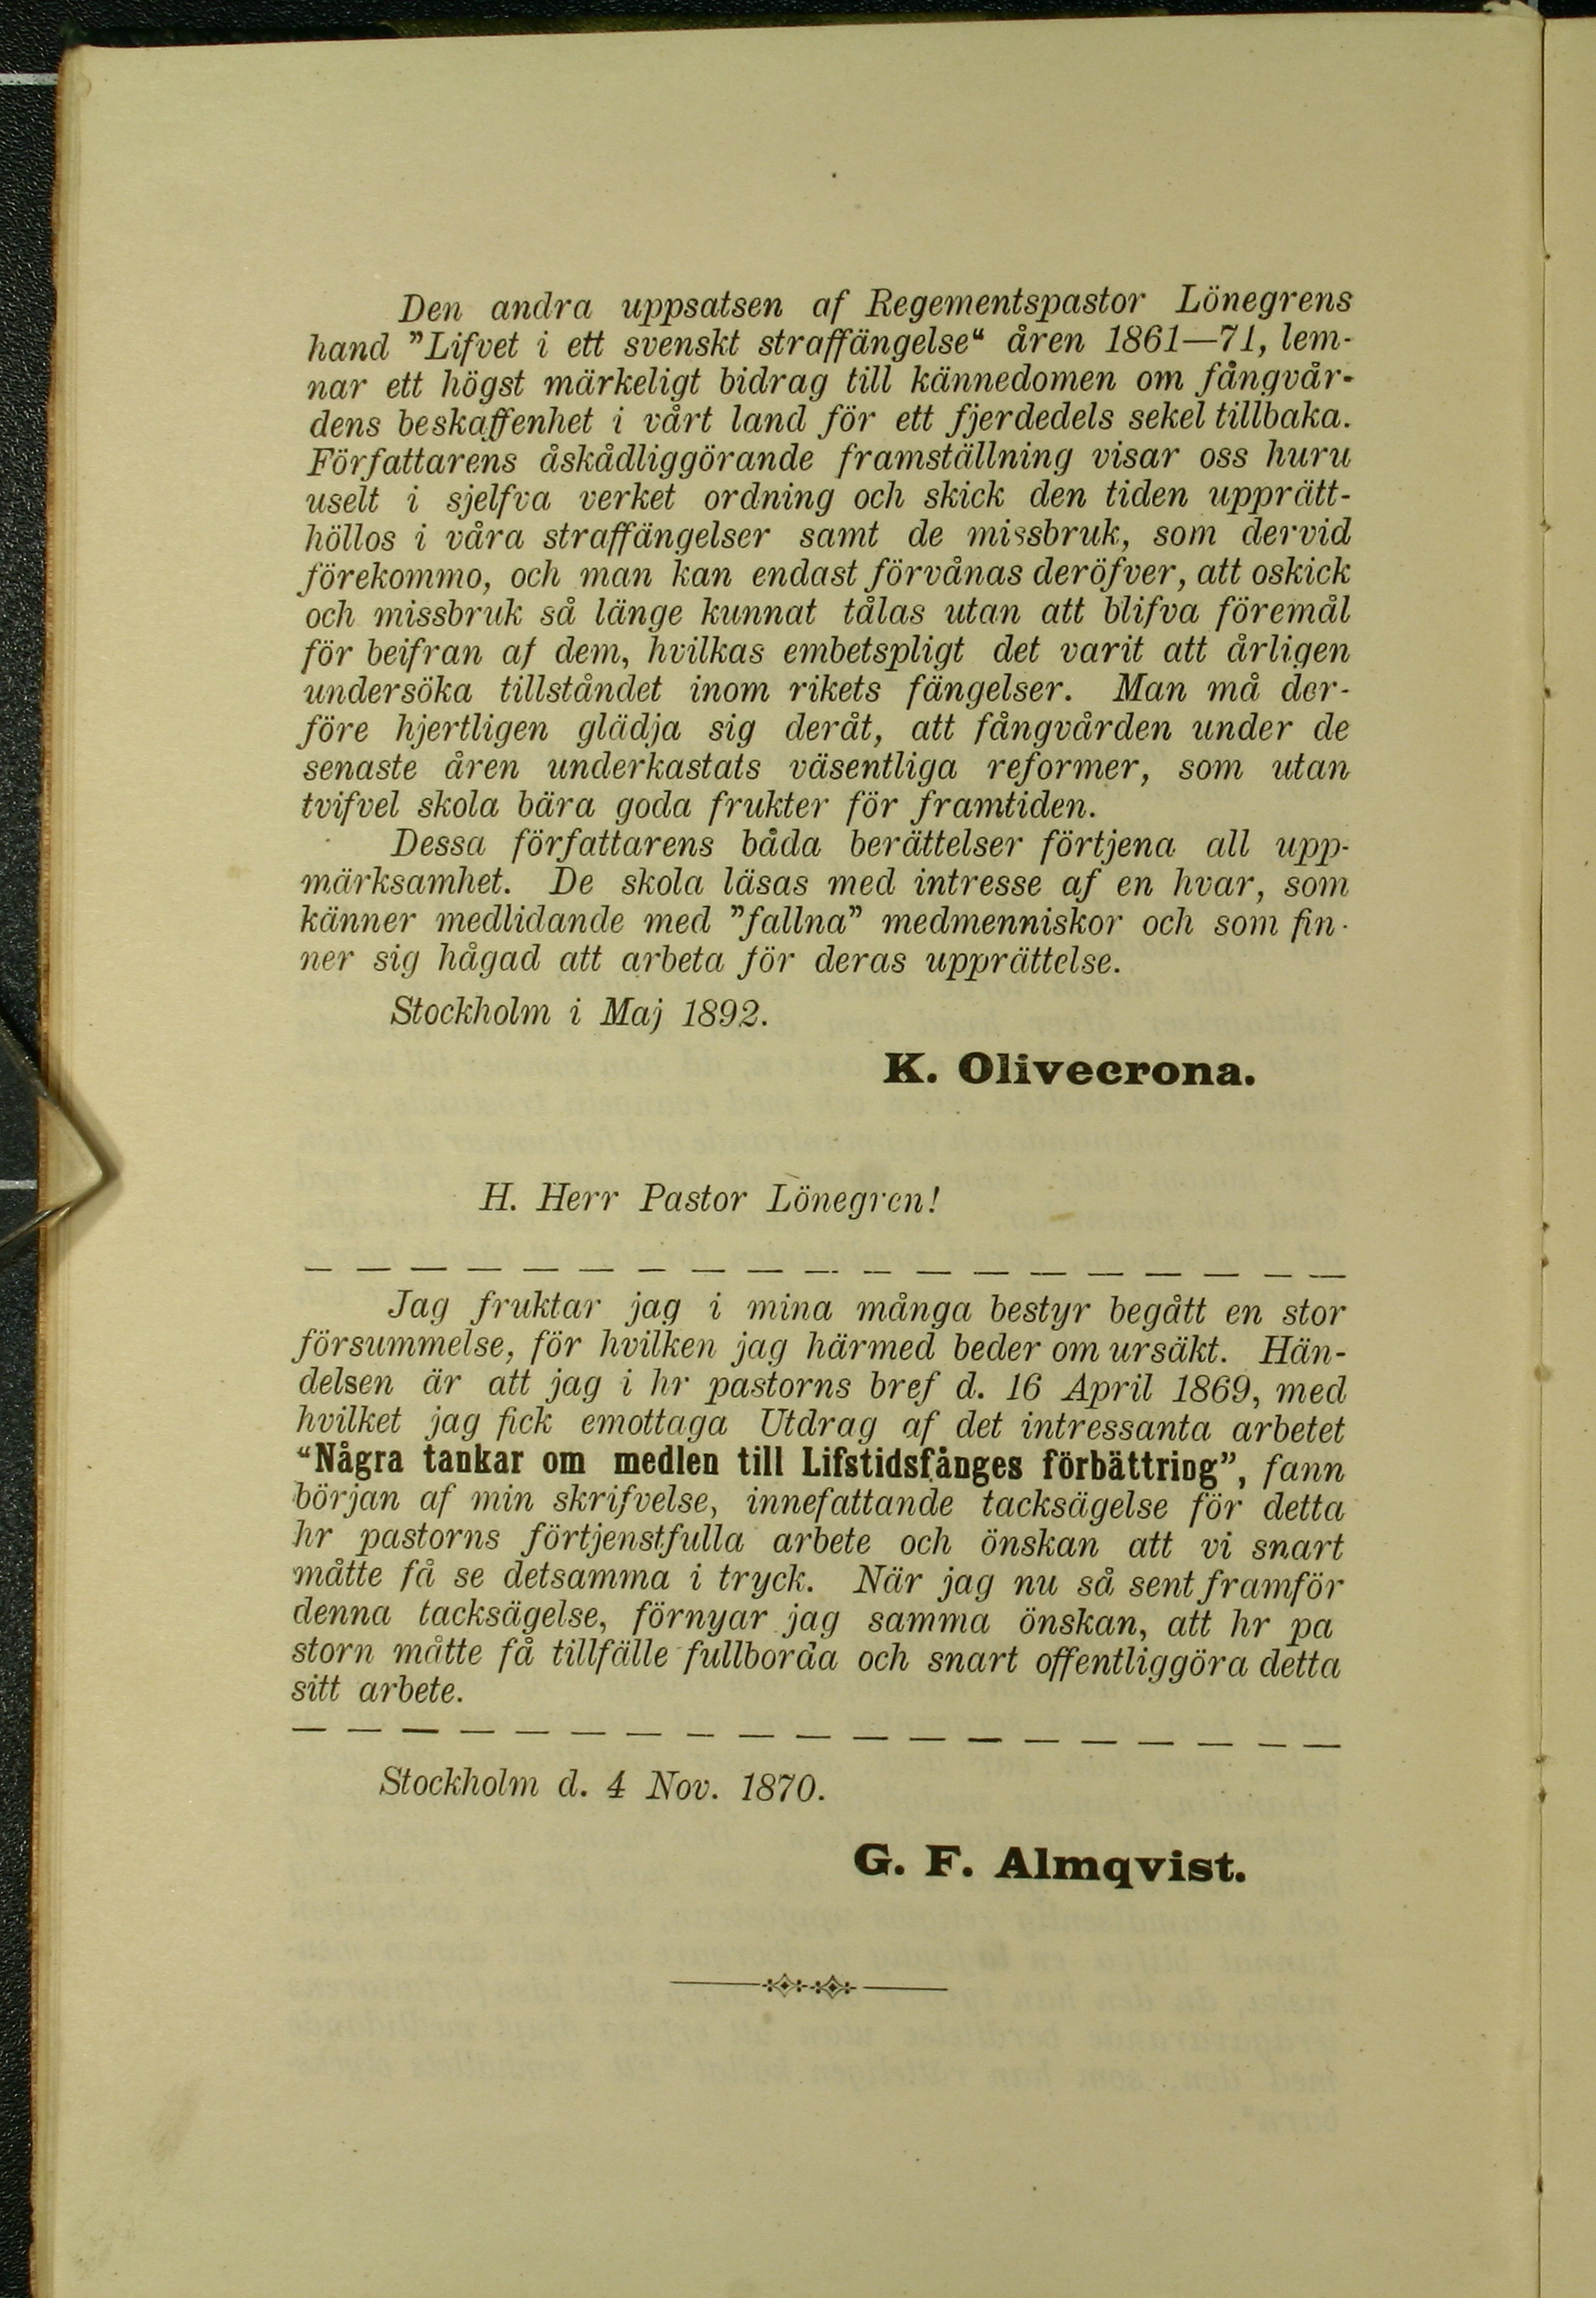 Den andra uppsatsen af Regementspastor Lönegrens
hand ”Lifvet i ett svenskt straffängelse“ åren 1861—71, lem-
nar ett högst märkeligt bidrag till kännedomen om fångvår-
dens beskaffenhet i vårt land för ett fjerdedels sekel tillbaka.
Författarens åskådliggörande framställning visar oss huru
uselt i sjelfva verket ordning och skick den tiden upprätt-
höllos i våra straffängelser samt de missbruk, som dervid
förekommo, och man kan endast förvånas deröfver, att oskick
och missbruk så länge kunnat tålas utan att blifva föremål
för beifran af dem, hvilkas embetspligt det varit att årligen
undersöka tillståndet inom rikets fängelser. Man må der-
före hjertligen glädja sig deråt, att fångvården under de
senaste åren underkastats väsentliga reformer, som utan
tvifvel skola bära goda frukter för framtiden.
Dessa författarens båda berättelser förtjena all upp-
märksamhet. De skola läsas med intresse af en hvar, som
känner medlidande med ”fallna” medmenniskor och som fin-
ner sig hågad att arbeta för deras upprättelse.
Stockholm i Maj 1892.
K. Olivecrona.
H. Herr Pastor Lönegren!
— — — — — — — — — — — — — — — — — — —
Jag fruktar jag i mina många bestyr begått en stor
försummelse, för hvilken jag härmed beder om ursäkt. Hän-
delsen är att jag i hr pastorns bref d. 16 April 1869, med
hvilket jag fick emottaga Utdrag af det intressanta arbetet
“Några tankar om medlen till Lifstidsfånges förbättring”, fann
början af min skrifvelse, innefattande tacksägelse för detta
hr pastorns förtjenstfulla arbete och önskan att vi snart
måtte få se detsamma i tryck. När jag nu så sent framför
denna tacksägelse, förnyar jag samma önskan, att hr pa
storn måtte få tillfälle fullborda och snart offentliggöra detta
sitt arbete.
— — — — — — — — — — — — — — — — — — —
Stockholm d. 4 Nov. 1870.
G. F. Almqvist.